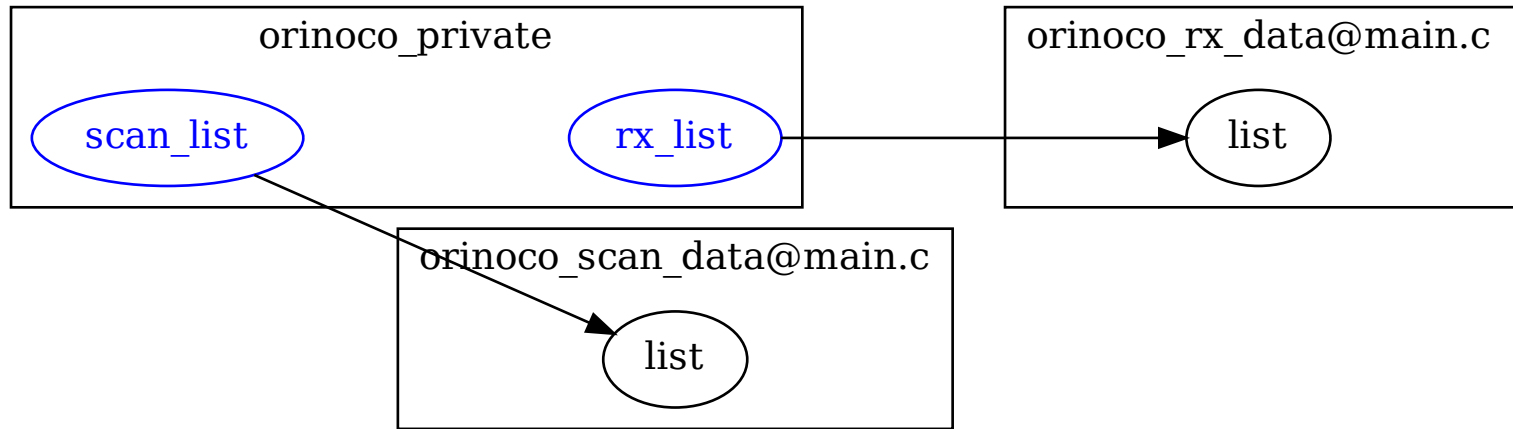 orinoco_private
scan_list
rx_list
orinoco_rx_data@main.c
list
orinoco_scan_data@main.c
list